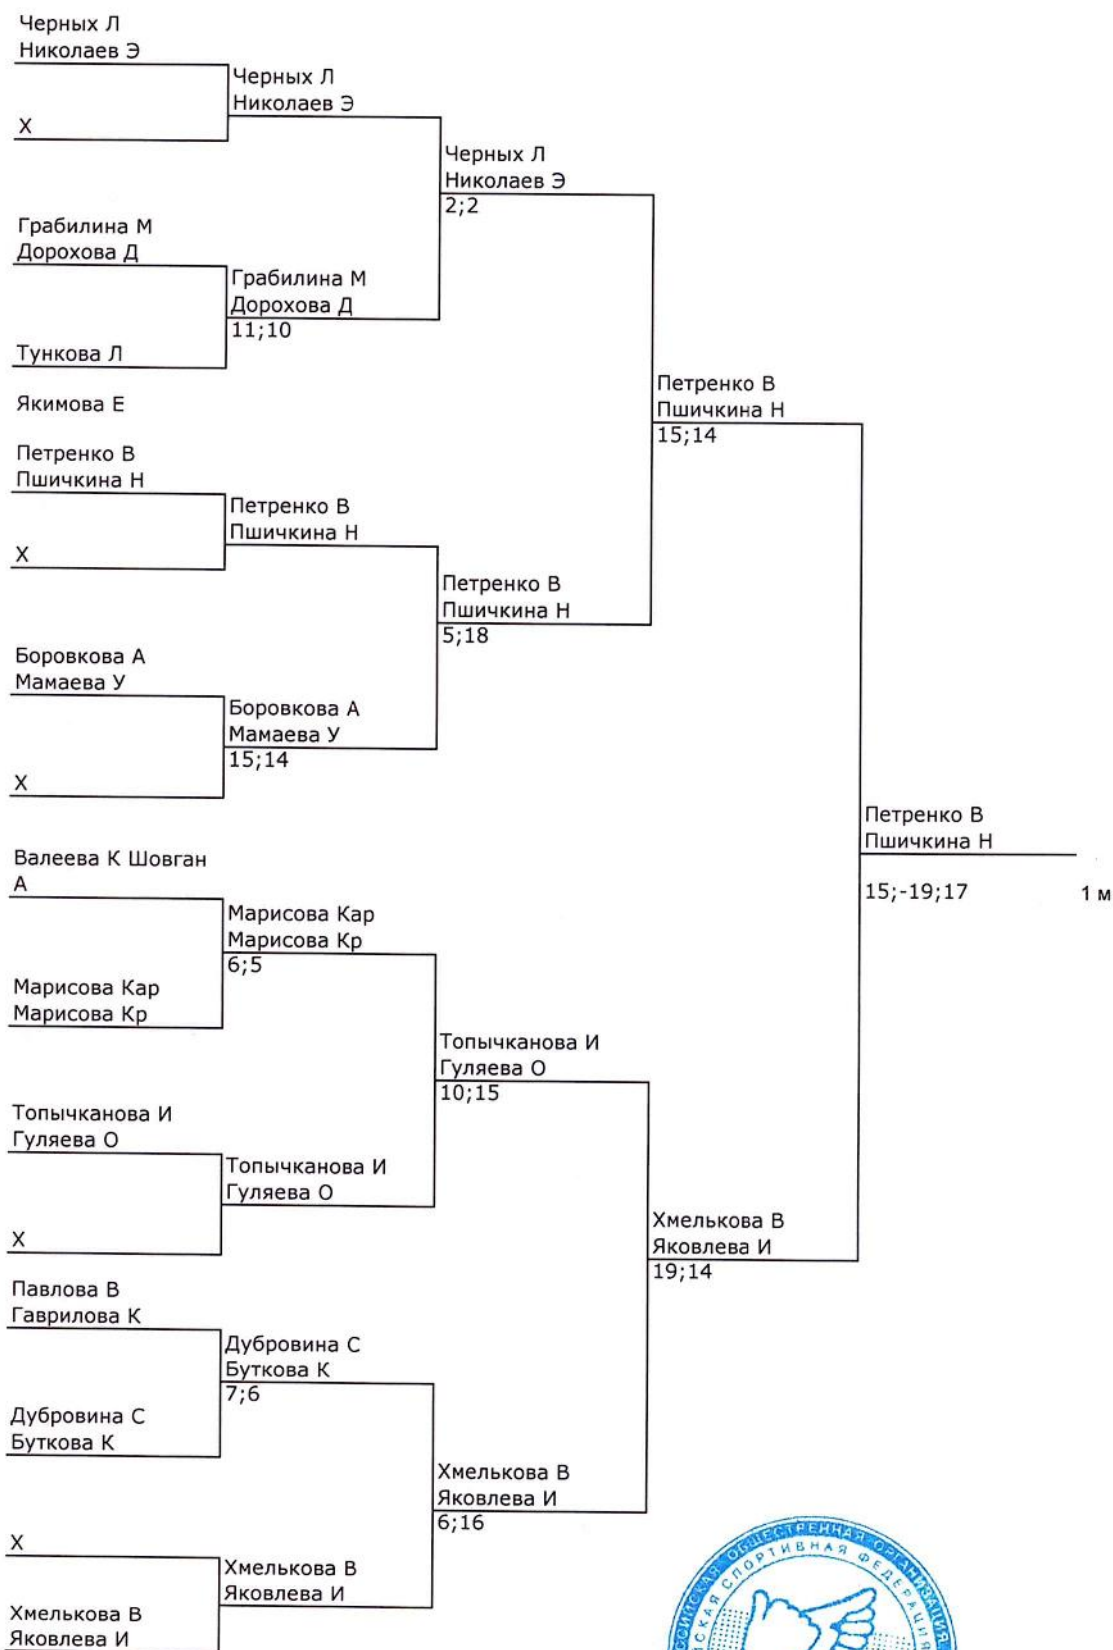 Черных Л
Николаев Э
Черных Л
Николаев Э
X
Черных Л
Николаев Э
2;2
Грабилина М
Дорохова Д
Грабилина М
Дорохова Д
11;10
Тункова Л
Якимова Е
Петренко В
Пшичкина Н
15;14
Петренко В
Пшичкина Н
Петренко В
Пшичкина Н
X
Петренко В
Пшичкина Н
5;18
Боровкова А
Мамаева У
Боровкова А
Мамаева У
15;14
X
Петренко В
Пшичкина Н
15;-19;17 1 м
Валеева К Шовган
А
Марисова Кар
Марисова Кр
6;5
Марисова Кар
Марисова Кр
Топычканова И
Гуляева О
10;15
Топычканова И
Гуляева О
Топычканова И
Гуляева О
X
Хмелькова В
Яковлева И
19;14
Павлова В
Гаврилова К
Дубровина С
Буткова К
7;6
Дубровина С
Буткова К
Хмелькова В
Яковлева И
6;16
X
Хмелькова В
Яковлева И
Хмелькова В
Яковлева И
ОБЩЕСТВЕННАЯ ОРГАНИЗАЦИЯ
СПОРТИВНАЯ